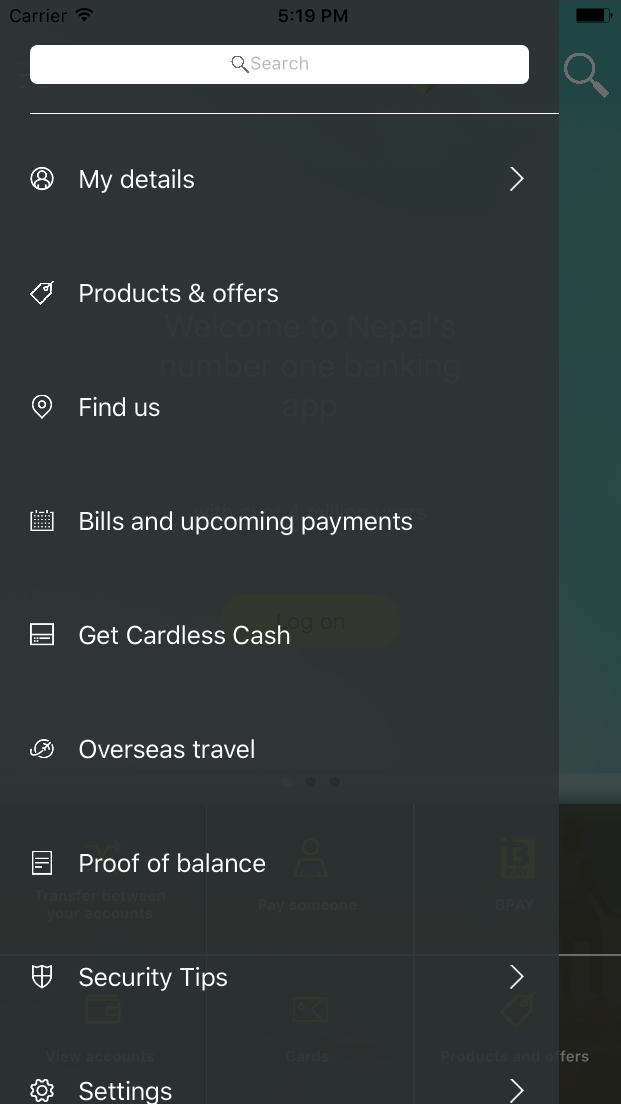 Carrier 5:19 PM
Search
My details
Products & offers
Welcome to Nepal's
number one banking
app
Find us
Bills and upcoming payments
Log on
Get Cardless Cash
Overseas travel
Proof of balance
Transfer between
your accounts
Pay someone
BPAY
Security Tips
View accounts
Cards
Products and offers
Settings